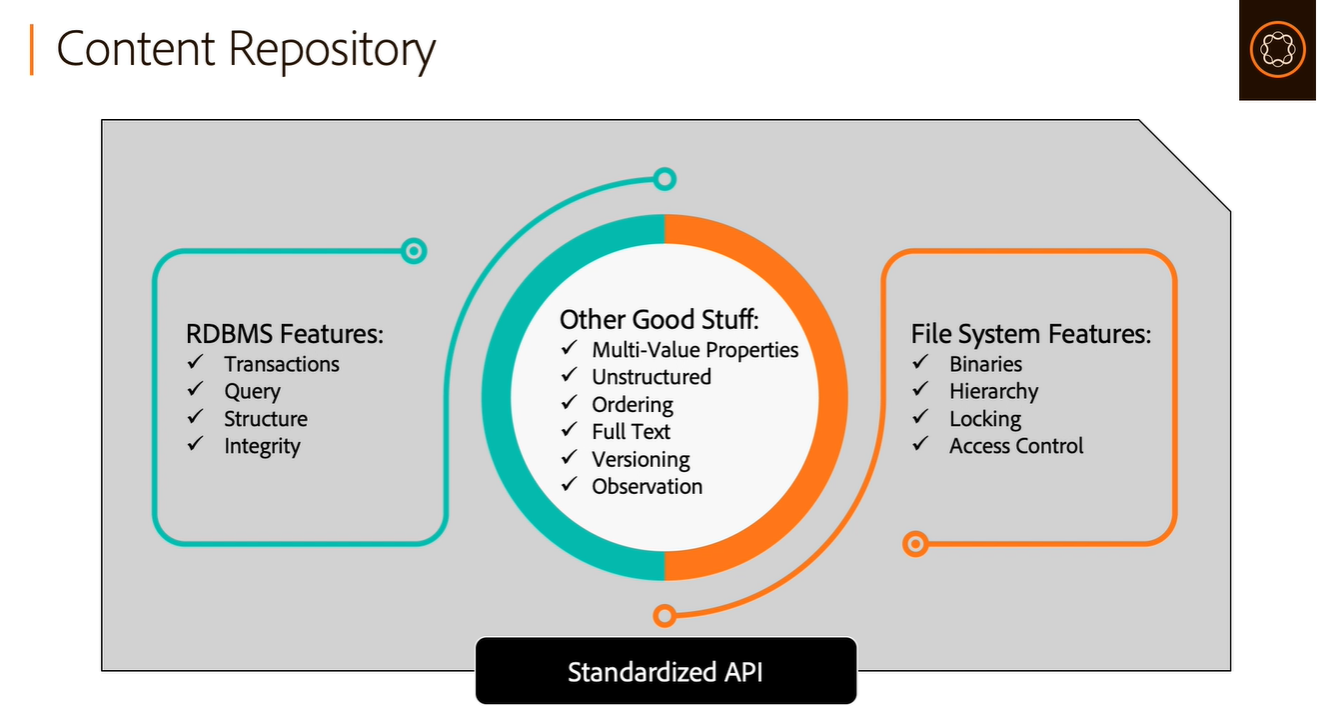 Content Repository
RDBMS Features:
✓ Transactions
✓ Query
✓ Structure
✓ Integrity
Other Good Stuff:
✓ Multi-Value Properties
✓ Unstructured
✓ Ordering
✓ Full Text
✓ Versioning
✓ Observation
File System Features:
✓ Binaries
✓ Hierarchy
✓ Locking
✓ Access Control
Standardized API